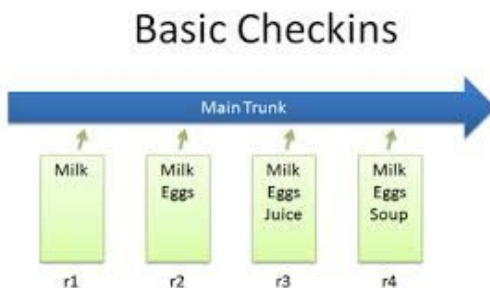 Basic Checkins
Main Trunk
Milk
Milk
Eggs
Milk
Eggs
Juice
Milk
Eggs
Soup
r1
r2
r3
r4